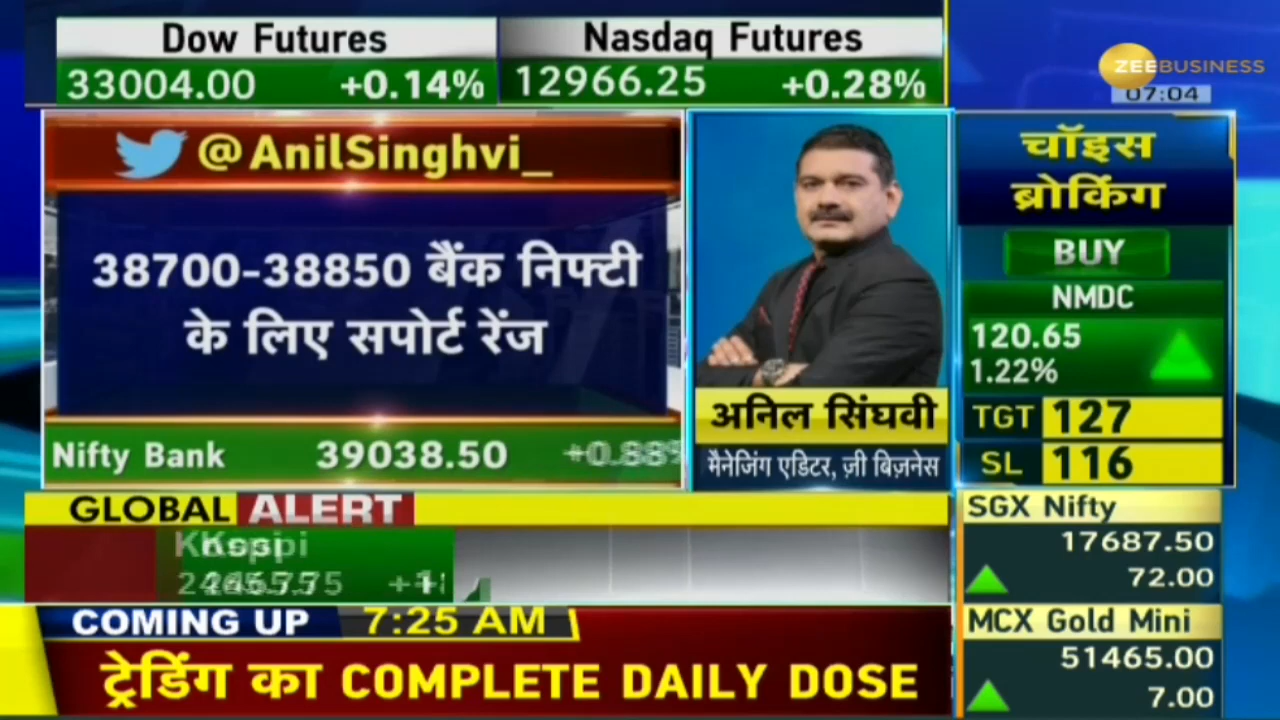 Dow Futures
33004.00 +0.14%
Nasdaq Futures
12966.25 +0.28%
ZEEBUSINESS
07:04
@AnilSinghvi_
38700-38850 बैंक निफ्टी
के लिए सपोर्ट रेंज
Nifty Bank 39038.50
अनिल सिंघवी
मैनेजिंग एडिटर, ज़ी बिज़नेस
चॉइस
ब्रोकिंग
BUY
NMDC
120.65
1.22%
TGT 127
SL 116
SGX Nifty
17687.50
72.00
MCX Gold Mini
51465.00
7.00
GLOBAL ALERT
COMING UP 7:25 AM
ट्रेडिंग का COMPLETE DAILY DOSE